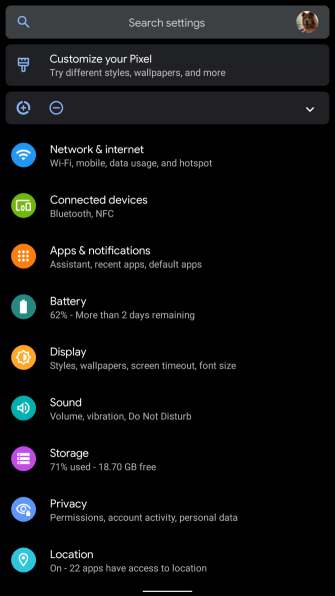 Search settings
Customize your Pixel
Try different styles, wallpapers, and more
Network & internet
Wi-Fi, mobile, data usage, and hotspot
Connected devices
Bluetooth, NFC
Apps & notifications
Assistant, recent apps, default apps
Battery
62% - More than 2 days remaining
Display
Styles, wallpapers, screen timeout, font size
Sound
Volume, vibration, Do Not Disturb
Storage
71% used - 18.70 GB free
Privacy
Permissions, account activity, personal data
Location
On - 22 apps have access to location